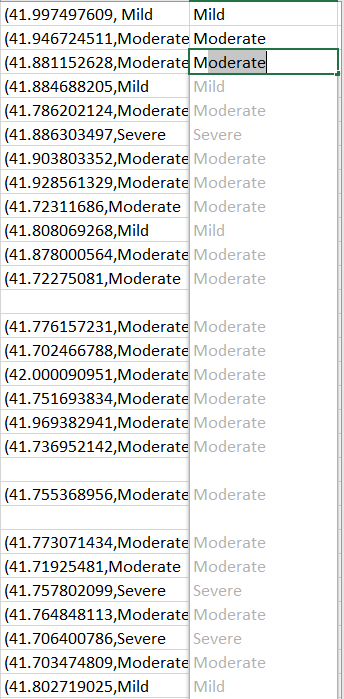 (41.997497609, Mild Mild
(41.946724511,Moderate Moderate
(41.881152628,Moderate Moderate
(41.884688205,Mild Mild
(41.786202124,Moderate Moderate
(41.886303497,Severe Severe
(41.903803352,Moderate Moderate
(41.928561329,Moderate Moderate
(41.72311686,Moderate Moderate
(41.808069268,Mild Mild
(41.878000564,Moderate Moderate
(41.72275081,Moderate Moderate
(41.776157231,Moderate Moderate
(41.702466788,Moderate Moderate
(42.000090951,Moderate Moderate
(41.751693834,Moderate Moderate
(41.969382941,Moderate Moderate
(41.736952142,Moderate Moderate
(41.755368956,Moderate Moderate
(41.773071434,Moderate Moderate
(41.71925481,Moderate Moderate
(41.757802099,Severe Severe
(41.764848113,Moderate Moderate
(41.706400786,Severe Severe
(41.703474809,Moderate Moderate
(41.802719025,Mild Mild